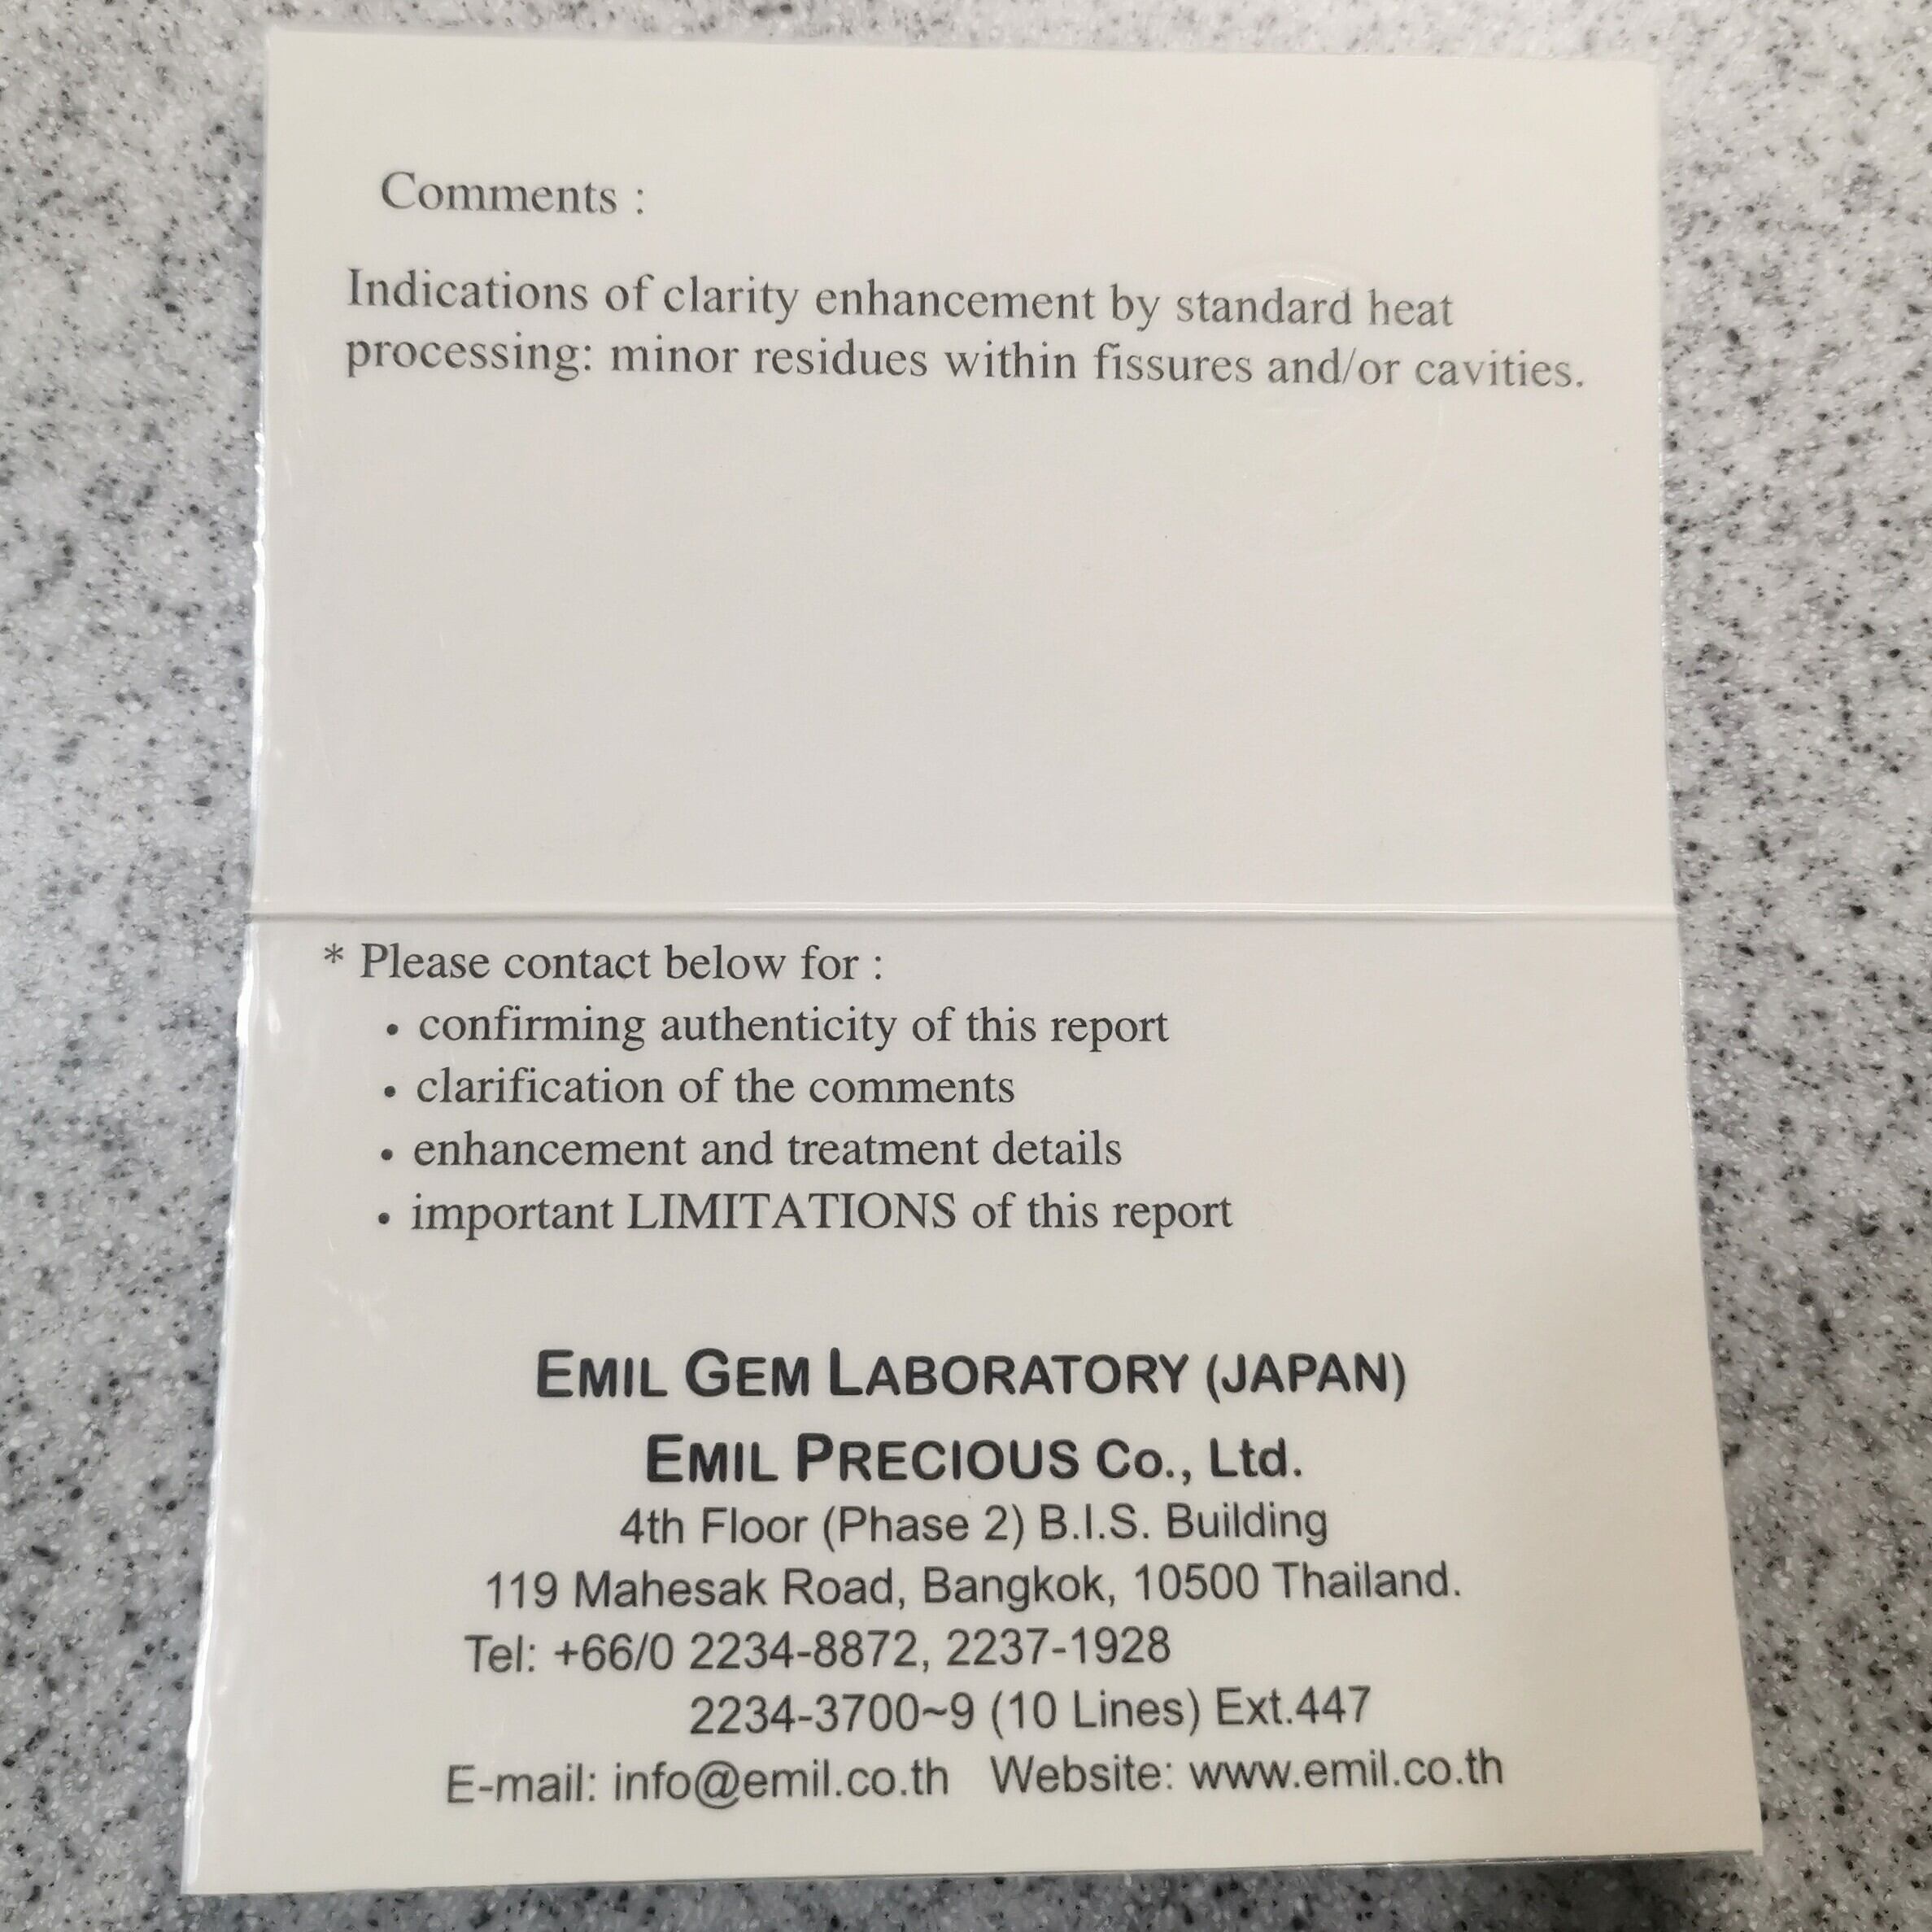 Comments :
Indications of clarity enhancement by standard heat
processing: minor residues within fissures and/or cavities.
* Please contact below for :
• confirming authenticity of this report
• clarification of the comments
• enhancement and treatment details
• important LIMITATIONS of this report
EMIL GEM LABORATORY (JAPAN)
EMIL PRECIOUS Co., Ltd.
4th Floor (Phase 2) B.I.S. Building
119 Mahesak Road, Bangkok, 10500 Thailand.
Tel: +66/0 2234-8872, 2237-1928
2234-3700~9 (10 Lines) Ext.447
E-mail: info@emil.co.th Website: www.emil.co.th